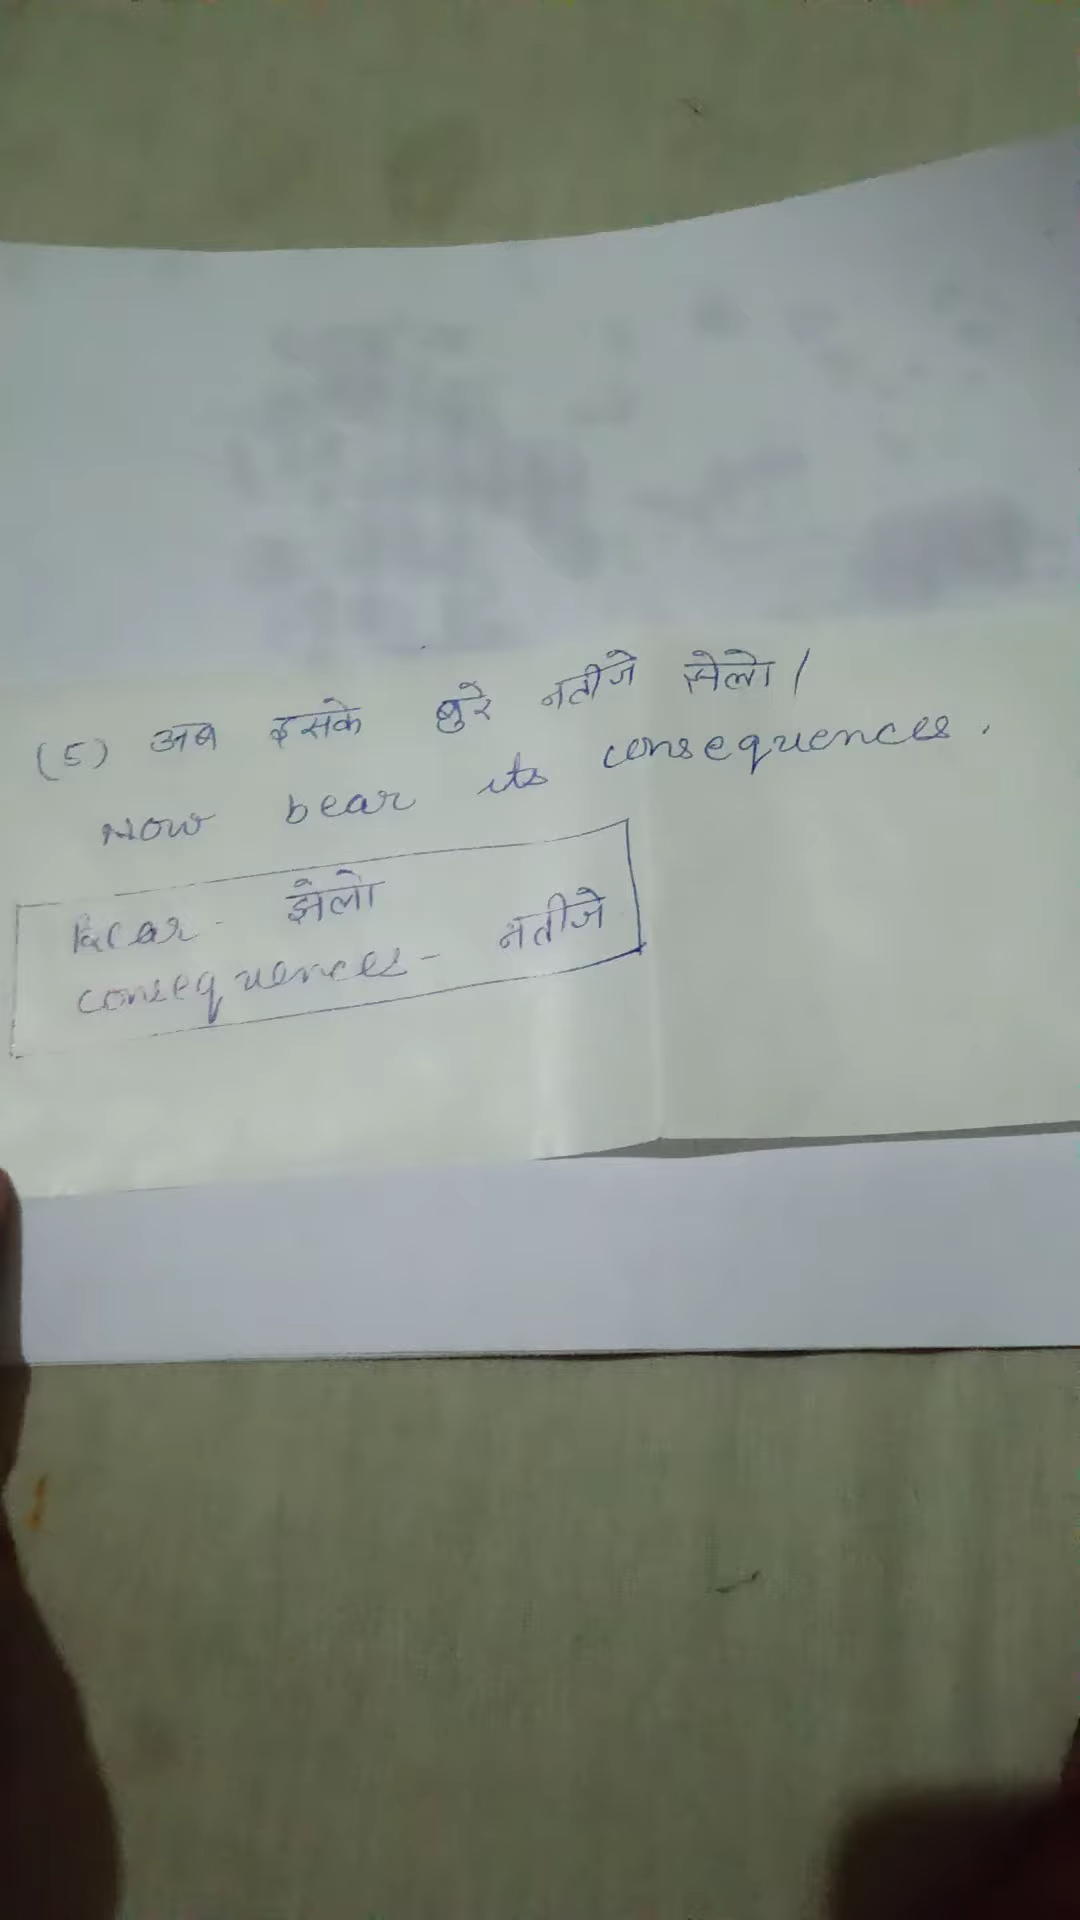 (5) अब इसके बुरे नतीजे झेलो।
Now bear its consequences.
Bear - झेलो
consequences - नतीजे